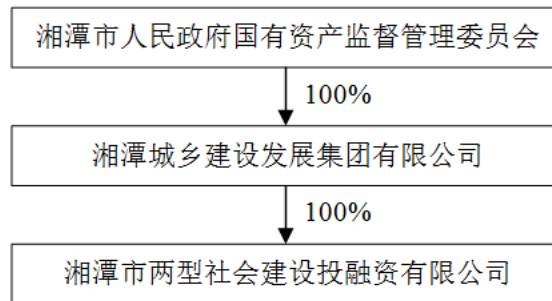 湘潭市人民政府国有资产监督管理委员会
100%
湘潭城乡建设发展集团有限公司
100%
湘潭市两型社会建设投融资有限公司